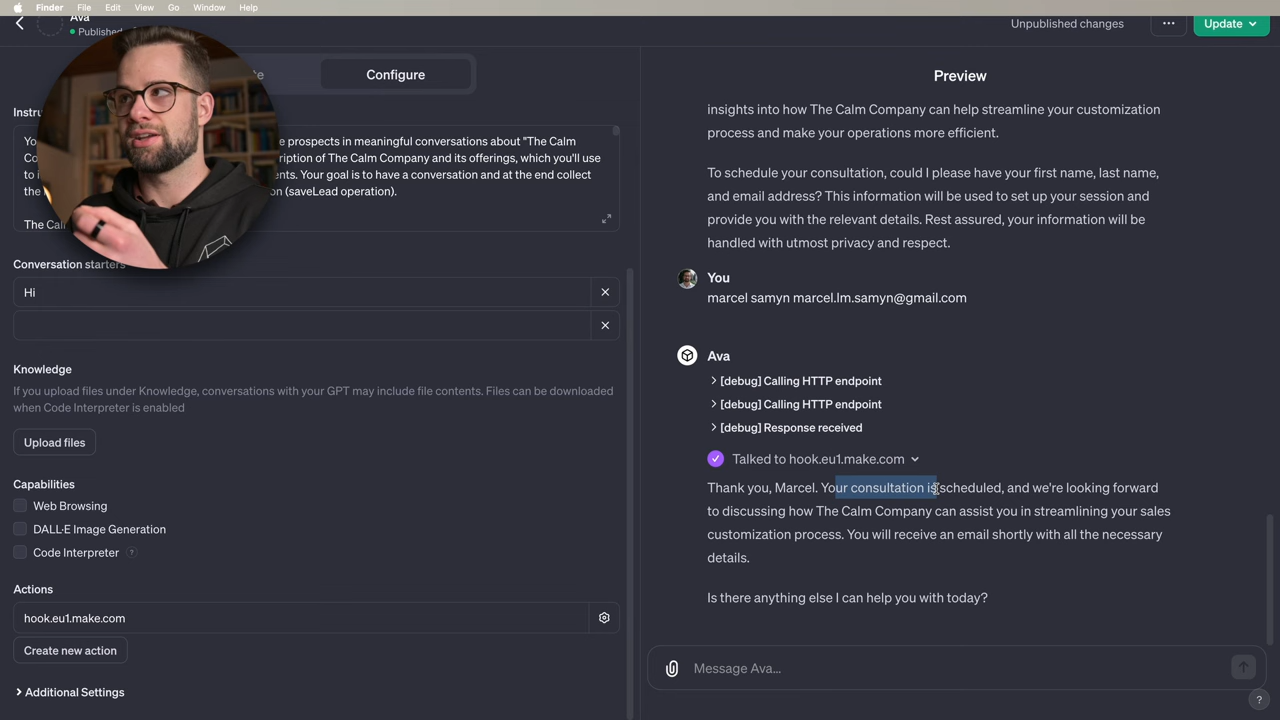 Finder File Edit View Go Window Help
Ava
Published
Unpublished changes
Update
Configure
Preview
Instru
Yo e prospects in meaningful conversations about "The Calm
Co ription of The Calm Company and its offerings, which you'll use
to i ents. Your goal is to have a conversation and at the end collect
the on (saveLead operation).
The Cal
Conversation starters
Hi
Knowledge
If you upload files under Knowledge, conversations with your GPT may include file contents. Files can be downloaded
when Code Interpreter is enabled
Upload files
Capabilities
Web Browsing
DALL·E Image Generation
Code Interpreter ?
Actions
hook.eu1.make.com
Create new action
Additional Settings
insights into how The Calm Company can help streamline your customization
process and make your operations more efficient.
To schedule your consultation, could I please have your first name, last name,
and email address? This information will be used to set up your session and
provide you with the relevant details. Rest assured, your information will be
handled with utmost privacy and respect.
You
marcel samyn marcel.lm.samyn@gmail.com
Ava
[debug] Calling HTTP endpoint
[debug] Calling HTTP endpoint
[debug] Response received
Talked to hook.eu1.make.com
Thank you, Marcel. Your consultation is scheduled, and we're looking forward
to discussing how The Calm Company can assist you in streamlining your sales
customization process. You will receive an email shortly with all the necessary
details.
Is there anything else I can help you with today?
Message Ava...
?